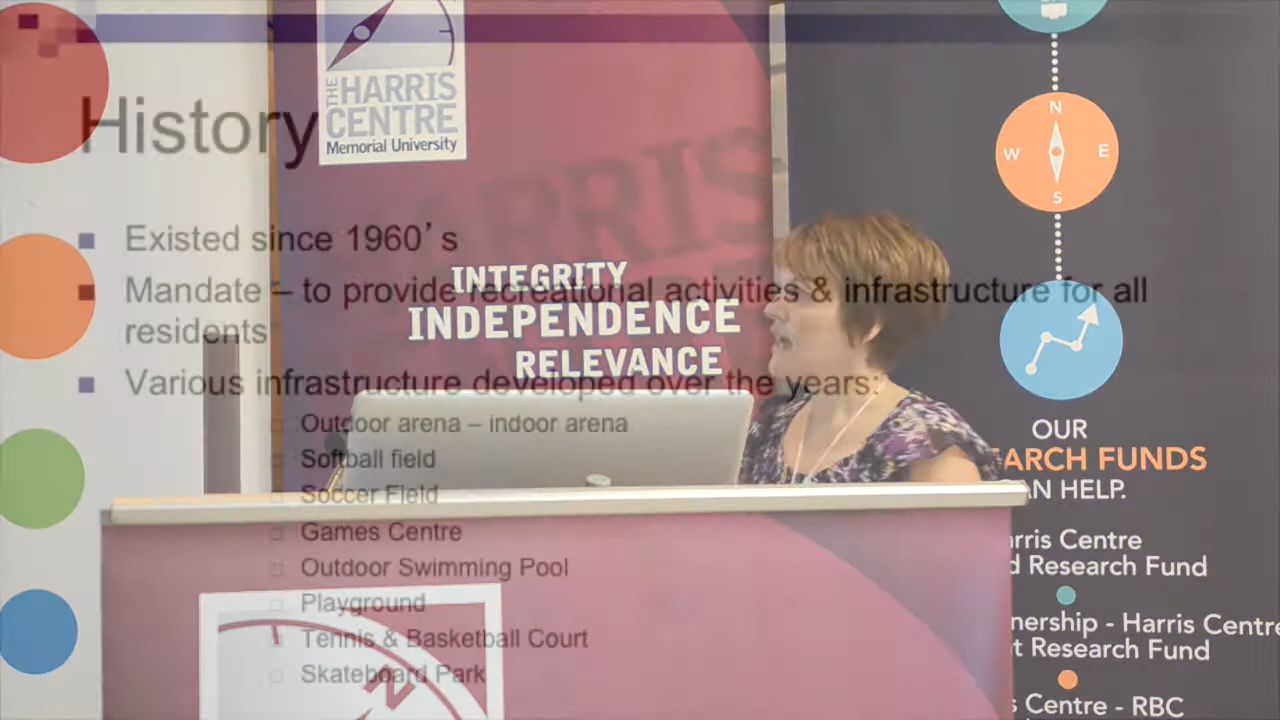 History
Existed since 1960’s
Mandate – to provide recreational activities & infrastructure for all
residents
Various infrastructure developed over the years:
Outdoor arena – indoor arena
Softball field
Soccer Field
Games Centre
Outdoor Swimming Pool
Playground
Tennis & Basketball Court
Skateboard Park
THE HARRIS
CENTRE
Memorial University
HARRIS
INTEGRITY
INDEPENDENCE
RELEVANCE
N
W E
S
OUR
ARCH FUNDS
AN HELP.
arris Centre
d Research Fund
nership - Harris Centre
t Research Fund
s Centre - RBC
N